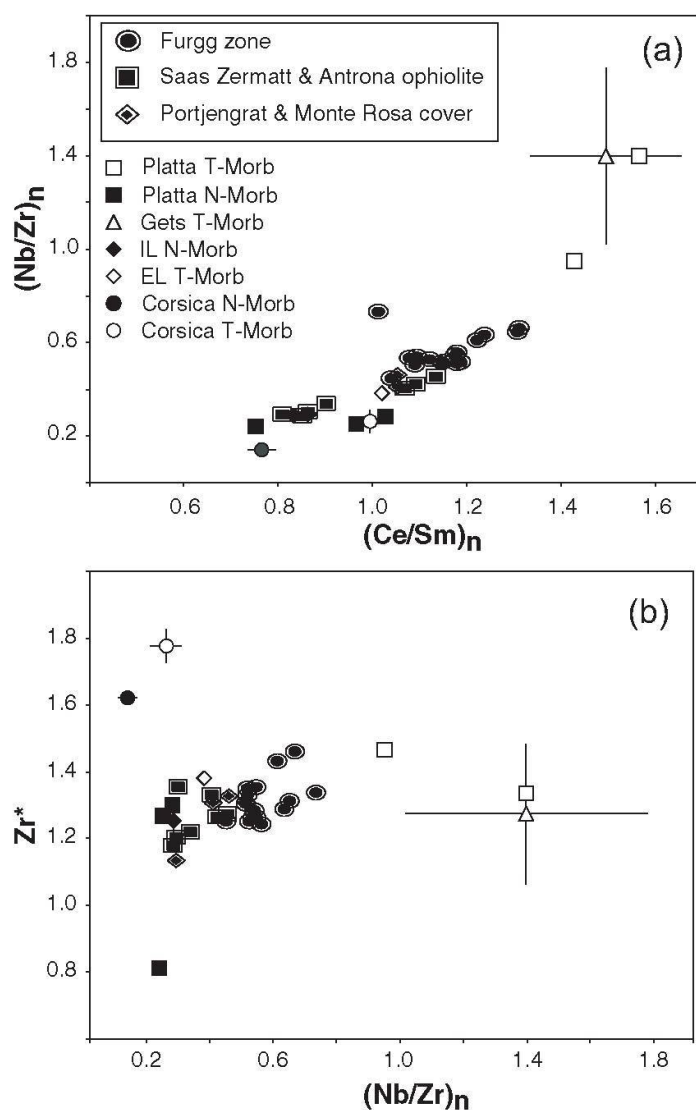 (a)
Furgg zone
Saas Zermatt & Antrona ophiolite
Portjengrat & Monte Rosa cover
Platta T-Morb
Platta N-Morb
Gets T-Morb
IL N-Morb
EL T-Morb
Corsica N-Morb
Corsica T-Morb
(Nb/Zr)n
1.8
1.4
1.0
0.6
0.2
0.6 0.8 1.0 1.2 1.4 1.6
(Ce/Sm)n
(b)
Zr*
1.8
1.6
1.4
1.2
1.0
0.8
0.2 0.6 1.0 1.4 1.8
(Nb/Zr)n